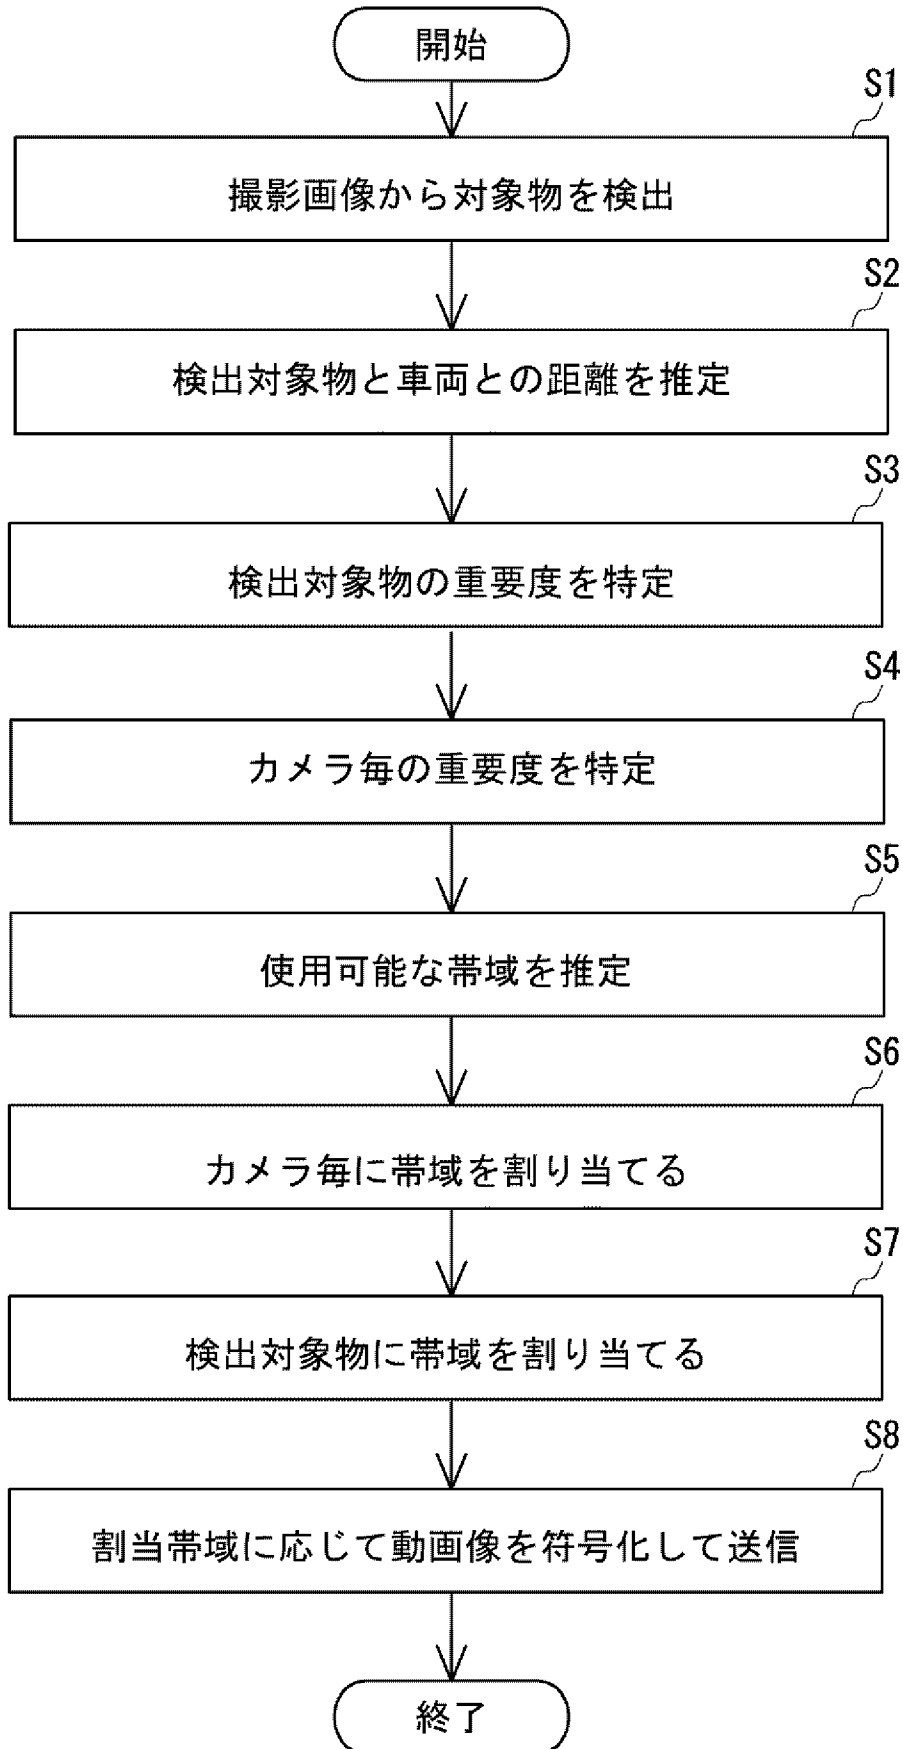 開始
S1
撮影画像から対象物を検出
S2
検出対象物と車両との距離を推定
S3
検出対象物の重要度を特定
S4
カメラ毎の重要度を特定
S5
使用可能な帯域を推定
S6
カメラ毎に帯域を割り当てる
S7
検出対象物に帯域を割り当てる
S8
割当帯域に応じて動画像を符号化して送信
終了